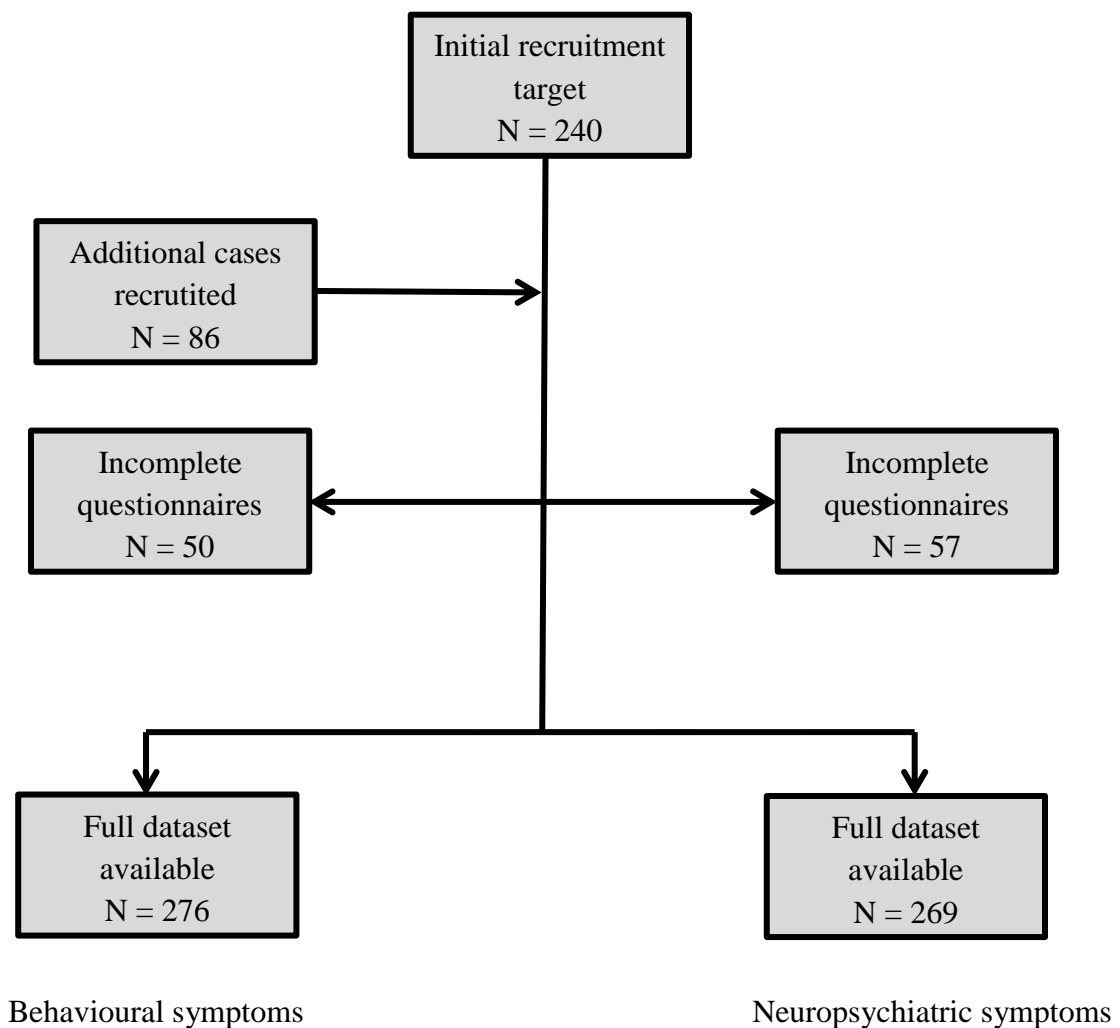 Initial recruitment
target
N = 240
Additional cases
recrutited
N = 86
Incomplete
questionnaires
N = 50
Incomplete
questionnaires
N = 57
Full dataset
available
N = 276
Full dataset
available
N = 269
Behavioural symptoms
Neuropsychiatric symptoms